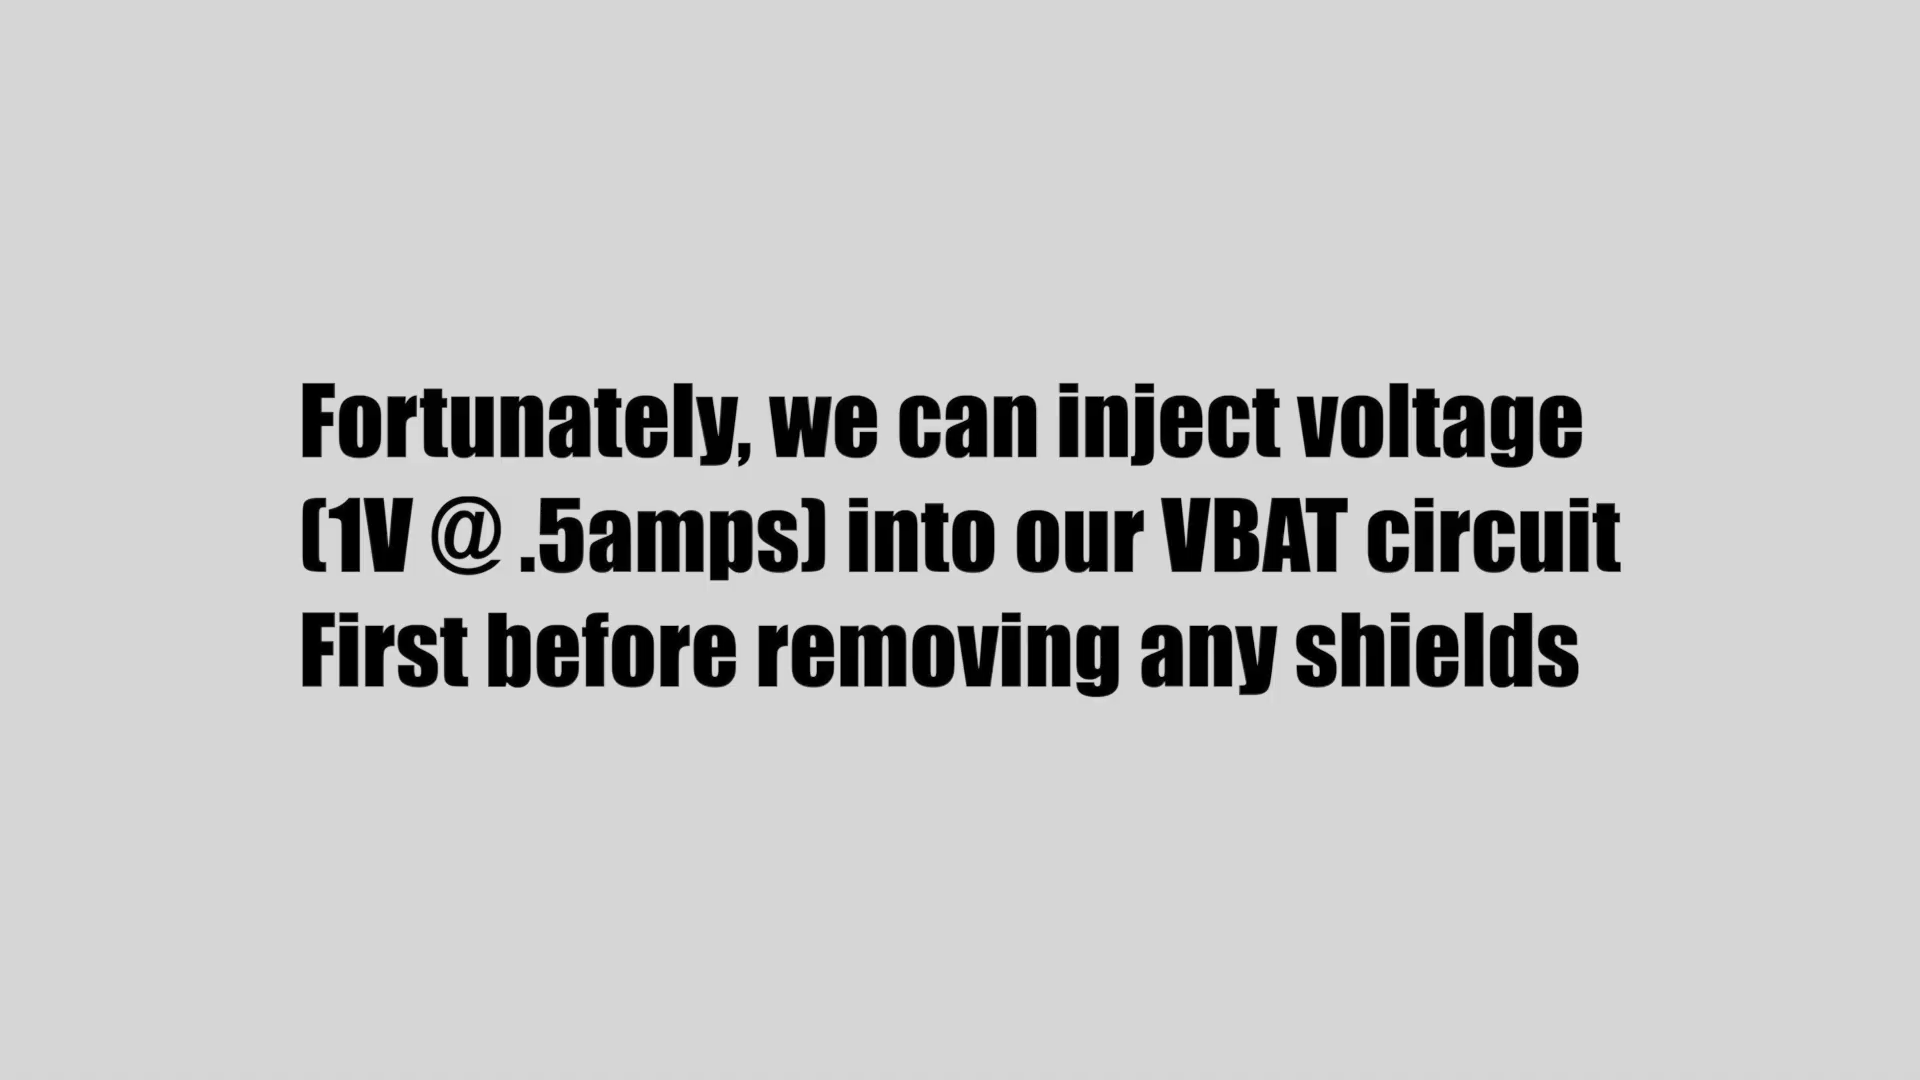 Fortunately, we can inject voltage
(1V @ .5amps) into our VBAT circuit
First before removing any shields